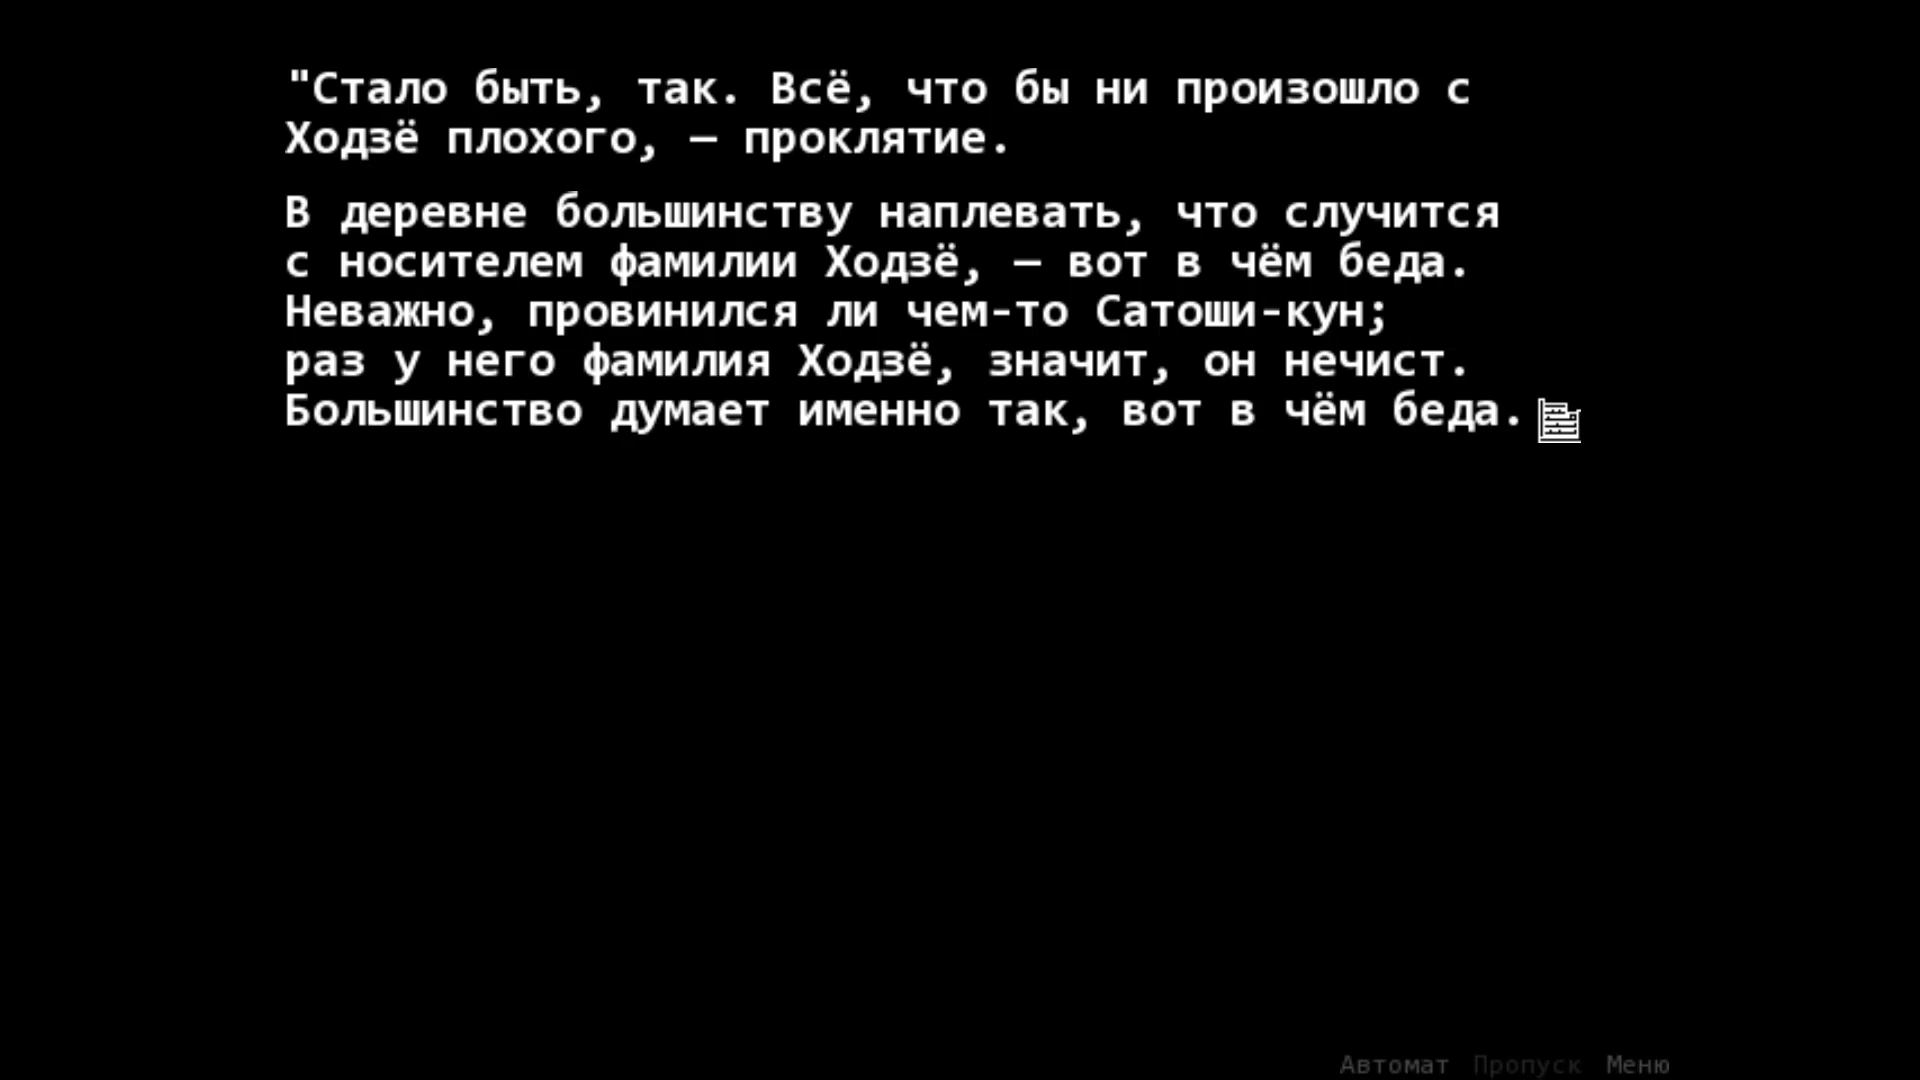 "Стало быть, так. Всё, что бы ни произошло с
Ходзё плохого, — проклятие.
В деревне большинству наплевать, что случится
с носителем фамилии Ходзё, — вот в чём беда.
Неважно, провинился ли чем-то Сатоши-кун;
раз у него фамилия Ходзё, значит, он нечист.
Большинство думает именно так, вот в чём беда.
Автомат Пропуск Меню